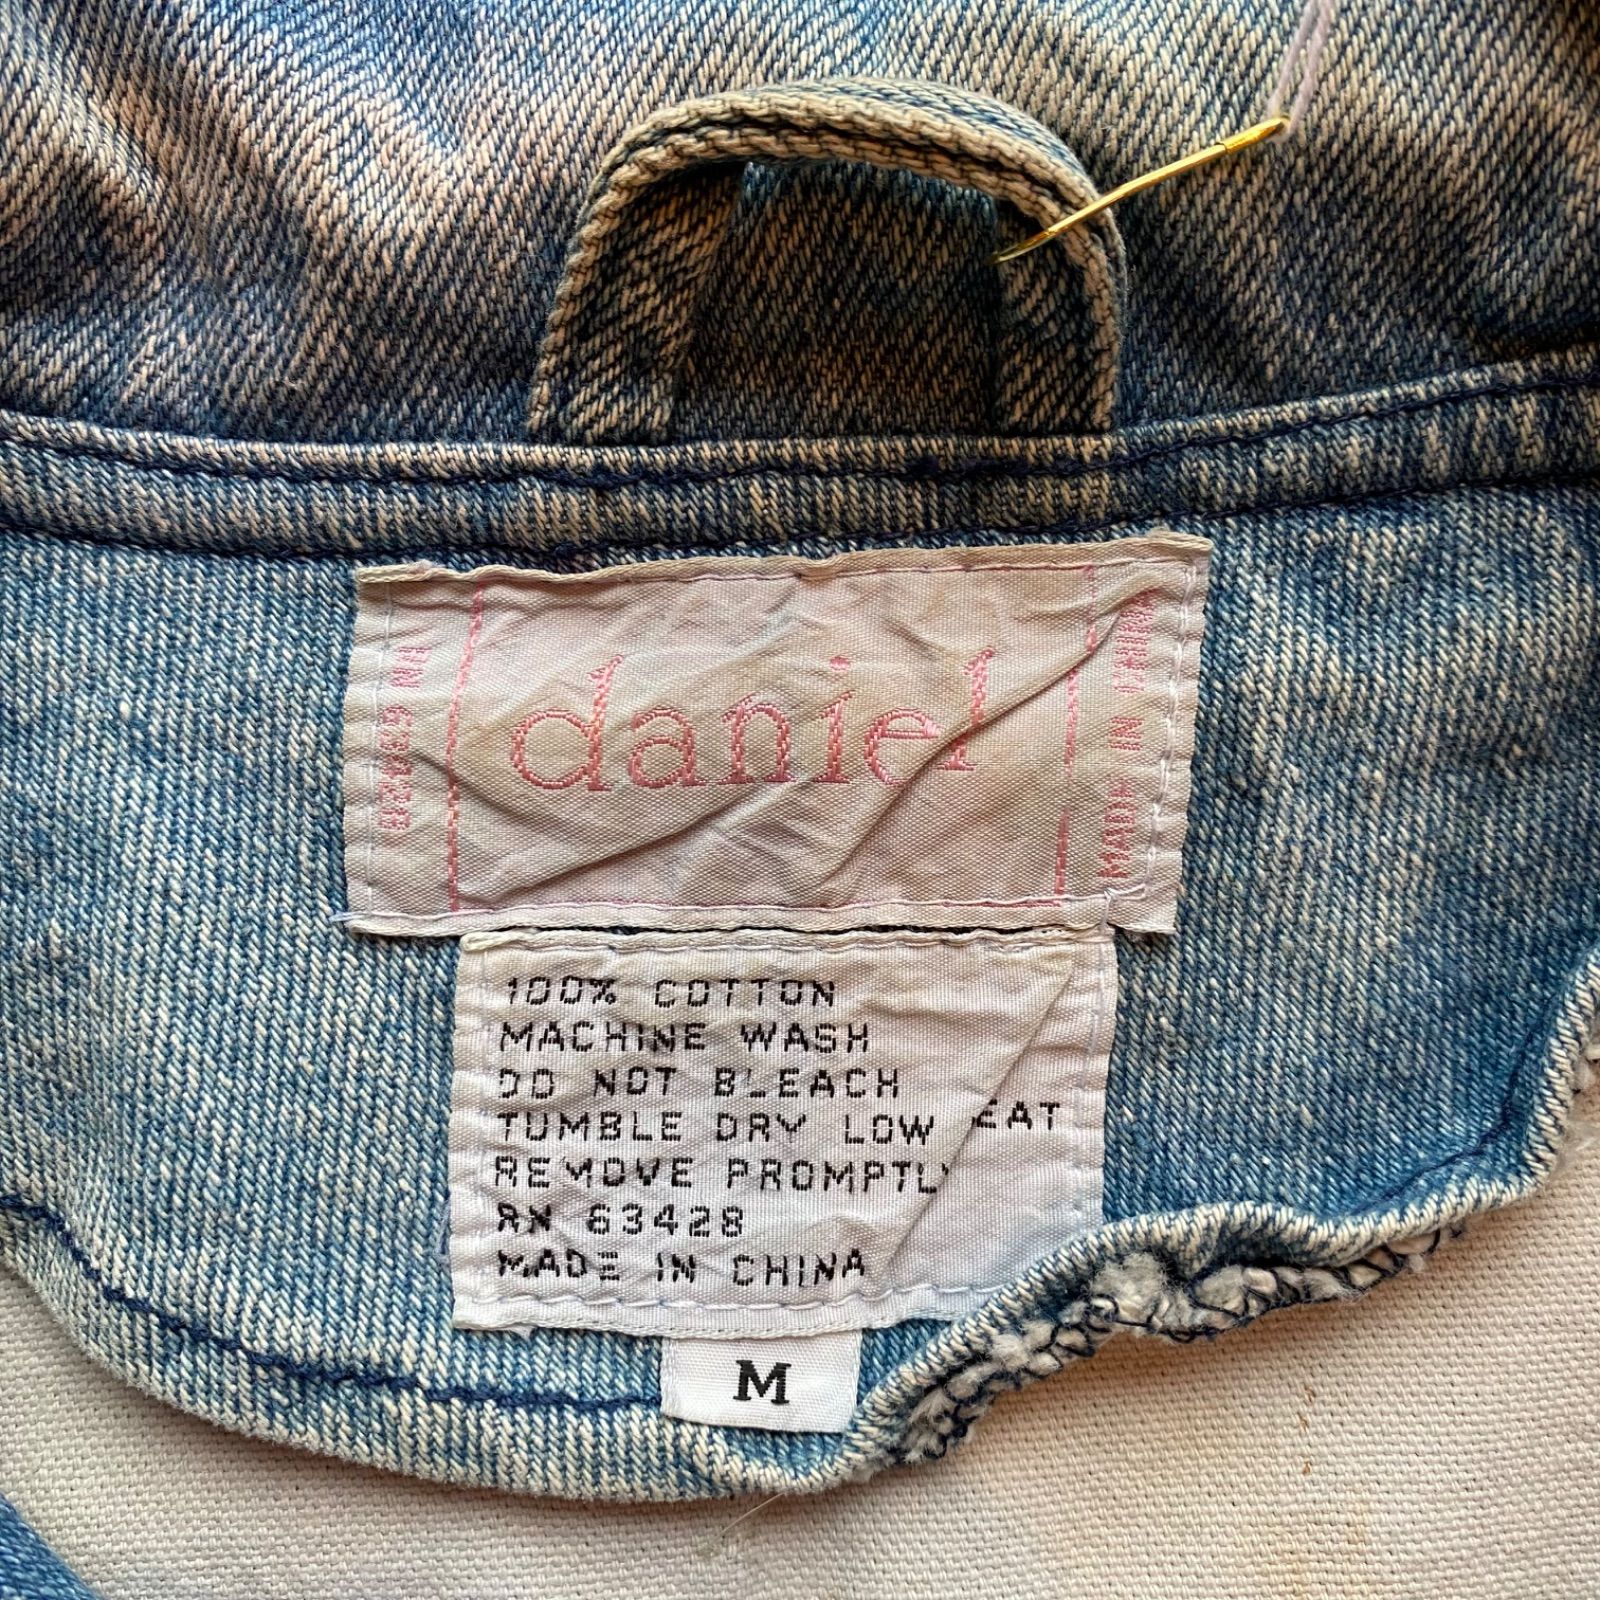 RN 63428
daniel
MADE IN CHINA
100% COTTON
MACHINE WASH
DO NOT BLEACH
TUMBLE DRY LOW EAT
REMOVE PROMPTLY
RN 63428
MADE IN CHINA
M